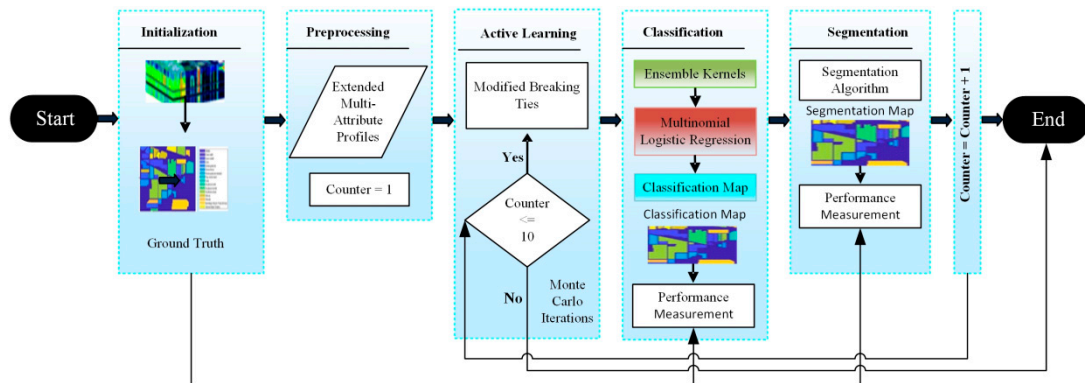 Start
Initialization
Ground Truth
Preprocessing
Extended
Multi-
Attribute
Profiles
Counter = 1
Active Learning
Modified Breaking
Ties
Yes
Counter
<=
10
No
Monte
Carlo
Iterations
Classification
Ensemble Kernels
Multinomial
Logistic Regression
Classification Map
Classification Map
Performance
Measurement
Segmentation
Segmentation
Algorithm
Segmentation Map
Performance
Measurement
Counter = Counter + 1
End